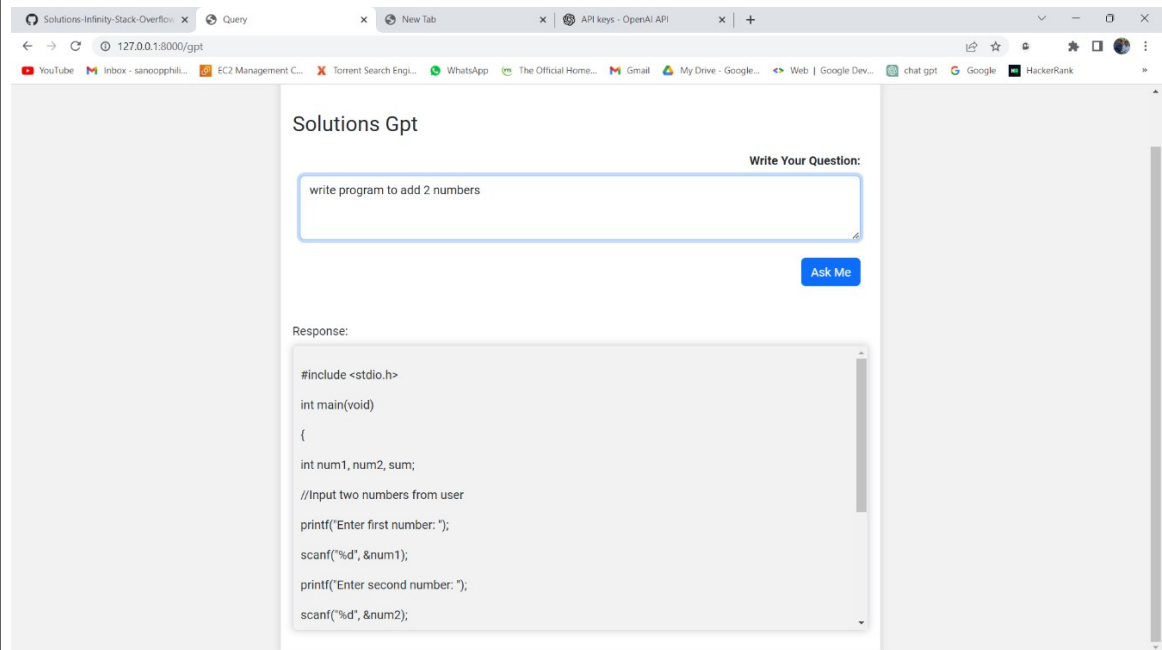 Solutions-Infinity-Stack-Overflow
Query
New Tab
API keys - OpenAI API
127.0.0.1:8000/gpt
YouTube
Inbox - sanoopphili...
EC2 Management C...
Torrent Search Engi...
WhatsApp
The Official Home...
Gmail
My Drive - Google...
Web | Google Dev...
chat gpt
Google
HackerRank
»
Solutions Gpt
Write Your Question:
write program to add 2 numbers
Ask Me
Response:
#include <stdio.h>
int main(void)
{
int num1, num2, sum;
//Input two numbers from user
printf("Enter first number: ");
scanf("%d", &num1);
printf("Enter second number: ");
scanf("%d", &num2);